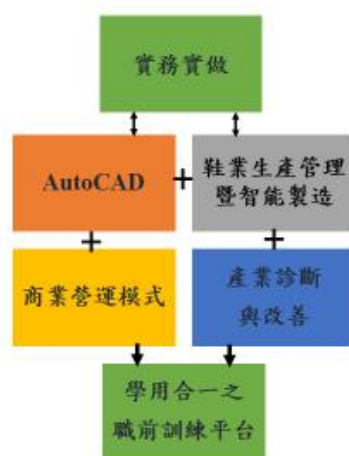 實務實做
AutoCAD
+
鞋業生產管理
暨智能製造
+
+
商業營運模式
產業診斷
與改善
學用合一之
職前訓練平台